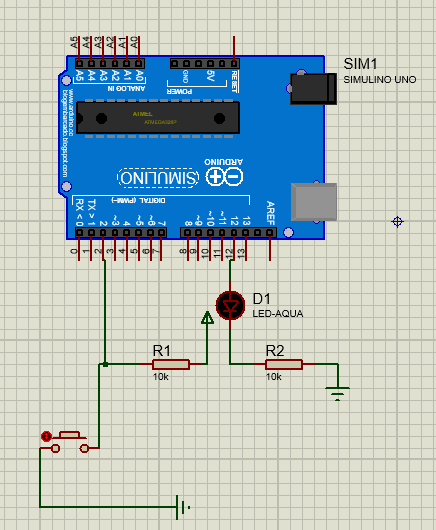 A5 A4 A3 A2 A1 A0
A5 A4 A3 A2 A1 A0
ANALOG IN
GND 5V RESET
POWER
SIM1
SIMULINO UNO
www.arduino.cc
blogembarcado.blogspot.com
ATMEL
ARDUINO
SIMULINO
DIGITAL (PWM~)
AREF
RX < 0 TX > 1 2 ~3 4 ~5 ~6 7 8 ~9 ~10 ~11 12 13
0 1 2 3 4 5 6 7 8 9 10 11 12 13
D1
LED-AQUA
R1
10k
R2
10k